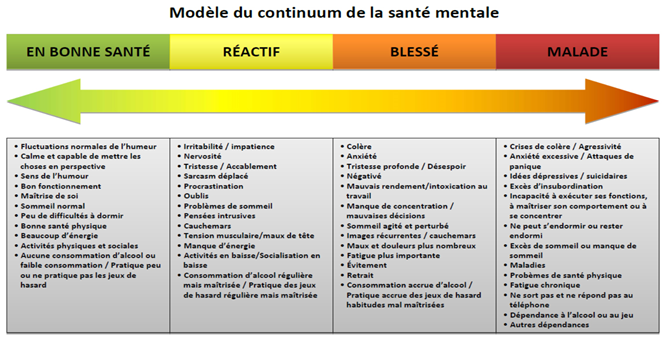 Modèle du continuum de la santé mentale
EN BONNE SANTÉ
RÉACTIF
BLESSÉ
MALADE
• Fluctuations normales de l'humeur
• Calme et capable de mettre les
choses en perspective
• Sens de l'humour
• Bon fonctionnement
• Maîtrise de soi
• Sommeil normal
• Peu de difficultés à dormir
• Bonne santé physique
• Beaucoup d'énergie
• Activités physiques et sociales
• Aucune consommation d'alcool ou
faible consommation / Pratique peu
ou ne pratique pas les jeux de
hasard
• Irritabilité / impatience
• Nervosité
• Tristesse / Accablement
• Sarcasm déplacé
• Procrastination
• Oublis
• Problèmes de sommeil
• Pensées intrusives
• Cauchemars
• Tension musculaire/maux de tête
• Manque d'énergie
• Activités en baisse/Socialisation en
baisse
• Consommation d'alcool régulière
mais maîtrisée / Pratique des jeux
de hasard régulière mais maîtrisée
• Colère
• Anxiété
• Tristesse profonde / Désespoir
• Négativé
• Mauvais rendement/intoxication au
travail
• Manque de concentration /
mauvaises décisions
• Sommeil agité et perturbé
• Images récurrentes / cauchemars
• Maux et douleurs plus nombreux
• Fatigue plus importante
• Évitement
• Retrait
• Consommation accrue d'alcool /
Pratique accrue des jeux de hasard
habitudes mal maîtrisées
• Crises de colère / Agressivité
• Anxiété excessive / Attaques de
panique
• Idées dépressives / suicidaires
• Excès d'insubordination
• Incapacité à exécuter ses fonctions,
à maîtriser son comportement ou à
se concentrer
• Ne peut s'endormir ou rester
endormi
• Excès de sommeil ou manque de
sommeil
• Maladies
• Probèmes de santé physique
• Fatigue chronique
• Ne sort pas et ne répond pas au
téléphone
• Dépendance à l'alcool ou au jeu
• Autres dépendances